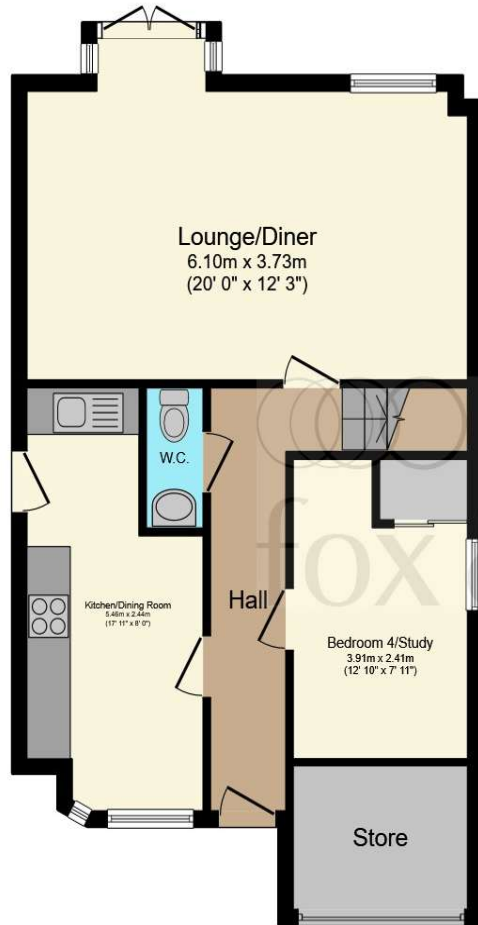 Lounge/Diner
6.10m x 3.73m
(20' 0" x 12' 3")
W.C.
fox
Hall
Kitchen/Dining Room
5.46m x 2.44m
(17' 11" x 8' 0")
Bedroom 4/Study
3.91m x 2.41m
(12' 10" x 7' 11")
Store